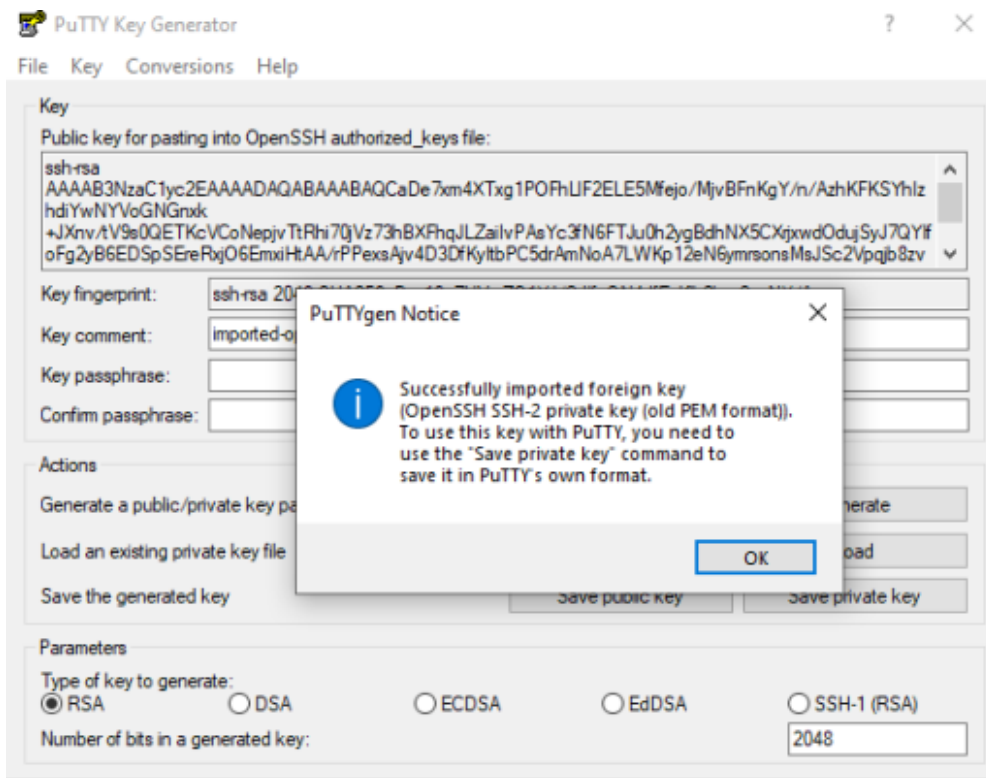 PuTTY Key Generator
File Key Conversions Help
Key
Public key for pasting into OpenSSH authorized_keys file:
ssh-rsa
AAAAB3NzaC1yc2EAAAADAQABAAABAQCaDe7xm4XTxg1POFhLIF2ELE5Mfejo/MjvBFnKgY/n/AzhKFKSYhIz
hdiYwNYVoGNGnxk
+JXnv/tV9s0QETKcVCoNepjvTtRhi70jVz73hBXFhqJLZailvPAsYc3fN6FTJu0h2ygBdhNX5CXrjxwdOdujSyJ7QYlf
oFg2yB6EDSpSEreRxjO6EmxiHtAA/rPPexsAjv4D3DfKyltbPC5drAmNoA7LWKp12eN6ymrsonsMsJSc2Vpqjb8zv
Key fingerprint:
ssh-rsa
Key comment:
Key passphrase:
Confirm passphrase:
PuTTYgen Notice
Successfully imported foreign key
(OpenSSH SSH-2 private key (old PEM format)).
To use this key with PuTTY, you need to
use the "Save private key" command to
save it in PuTTY's own format.
OK
Actions
Generate a public/private key
Load an existing private key file
Save the generated key
Save public key
Save private key
Parameters
Type of key to generate:
RSA DSA ECDSA EdDSA SSH-1 (RSA)
Number of bits in a generated key:
2048